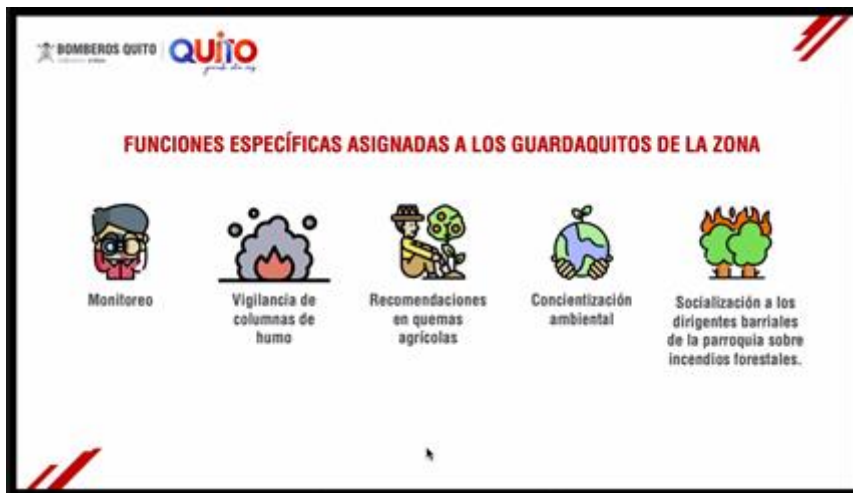 BOMBEROS QUITO
QUITO
FUNCIONES ESPECÍFICAS ASIGNADAS A LOS GUARDAQUITOS DE LA ZONA
Monitoreo
Vigilancia de
columnas de
humo
Recomendaciones
en quemas
agrícolas
Concientización
ambiental
Socialización a los
dirigentes barriales
de la parroquia sobre
incendios forestales.